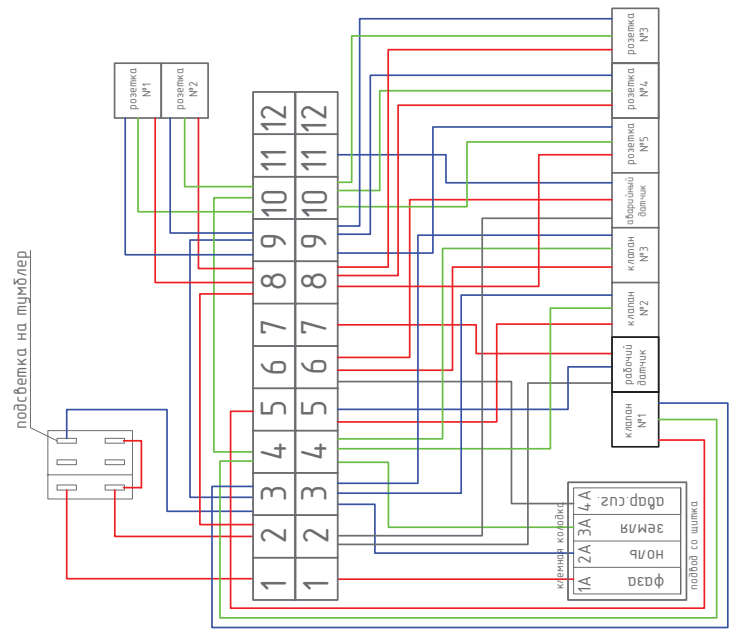 розетка
№1
розетка
№2
12 12
11 11
10 10
9 9
8 8
7 7
6 6
5 5
4 4
3 3
2 2
1 1
розетка
№3
розетка
№4
розетка
№5
аварийный
датчик
клапан
№3
клапан
№2
рабочий
датчик
клапан
№1
подсветка на тумблер
клемная колодка
4А авар.сиг.
3А земля
2А ноль
1А фаза
подвод со щитка